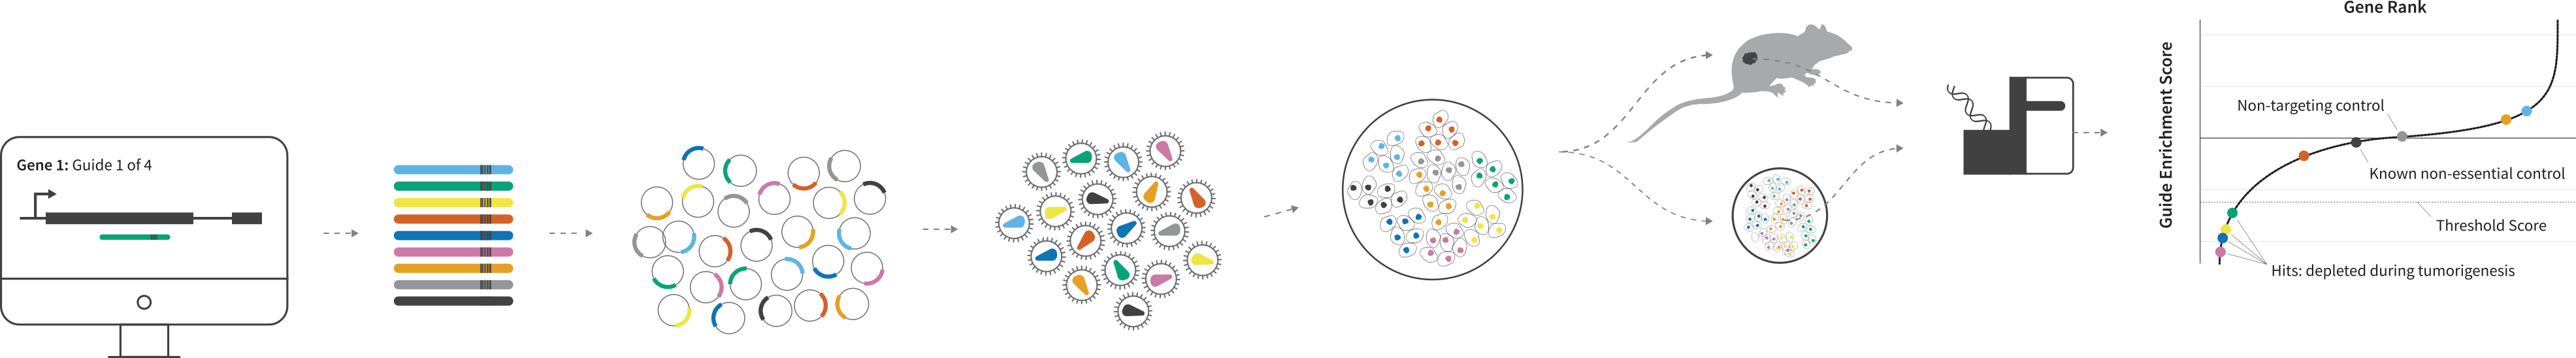 Gene 1: Guide 1 of 4
Gene Rank
Guide Enrichment Score
Non-targeting control
Known non-essential control
Threshold Score
Hits: depleted during tumorigenesis